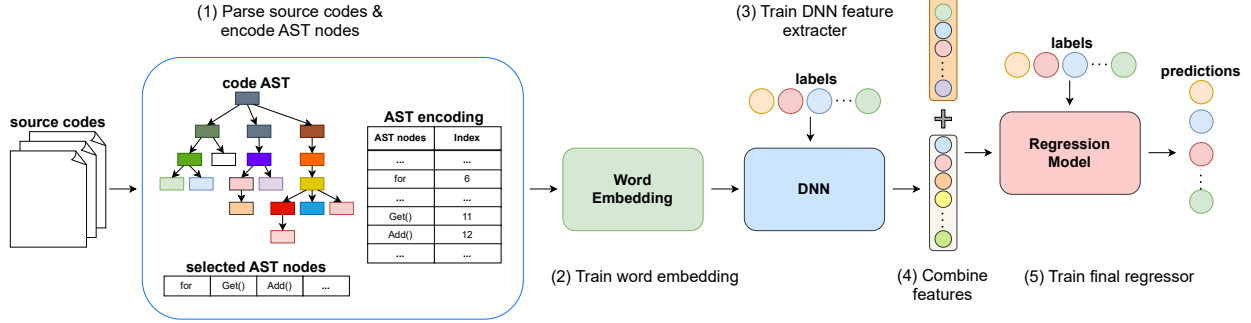 (1) Parse source codes &
encode AST nodes
source codes
code AST
AST encoding
AST nodes Index
... ...
for 6
... ...
Get() 11
Add() 12
... ...
selected AST nodes
for Get() Add() ...
Word
Embedding
(2) Train word embedding
(3) Train DNN feature
extracter
labels
DNN
+
(4) Combine
features
labels
Regression
Model
(5) Train final regressor
predictions